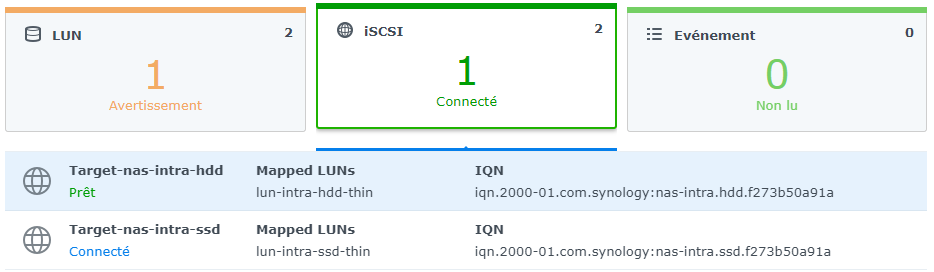 LUN 2
1
Avertissement
iSCSI 2
1
Connecté
Evénement 0
0
Non lu
Target-nas-intra-hdd Mapped LUNs IQN
Prêt lun-intra-hdd-thin iqn.2000-01.com.synology:nas-intra.hdd.f273b50a91a
Target-nas-intra-ssd Mapped LUNs IQN
Connecté lun-intra-ssd-thin iqn.2000-01.com.synology:nas-intra.ssd.f273b50a91a